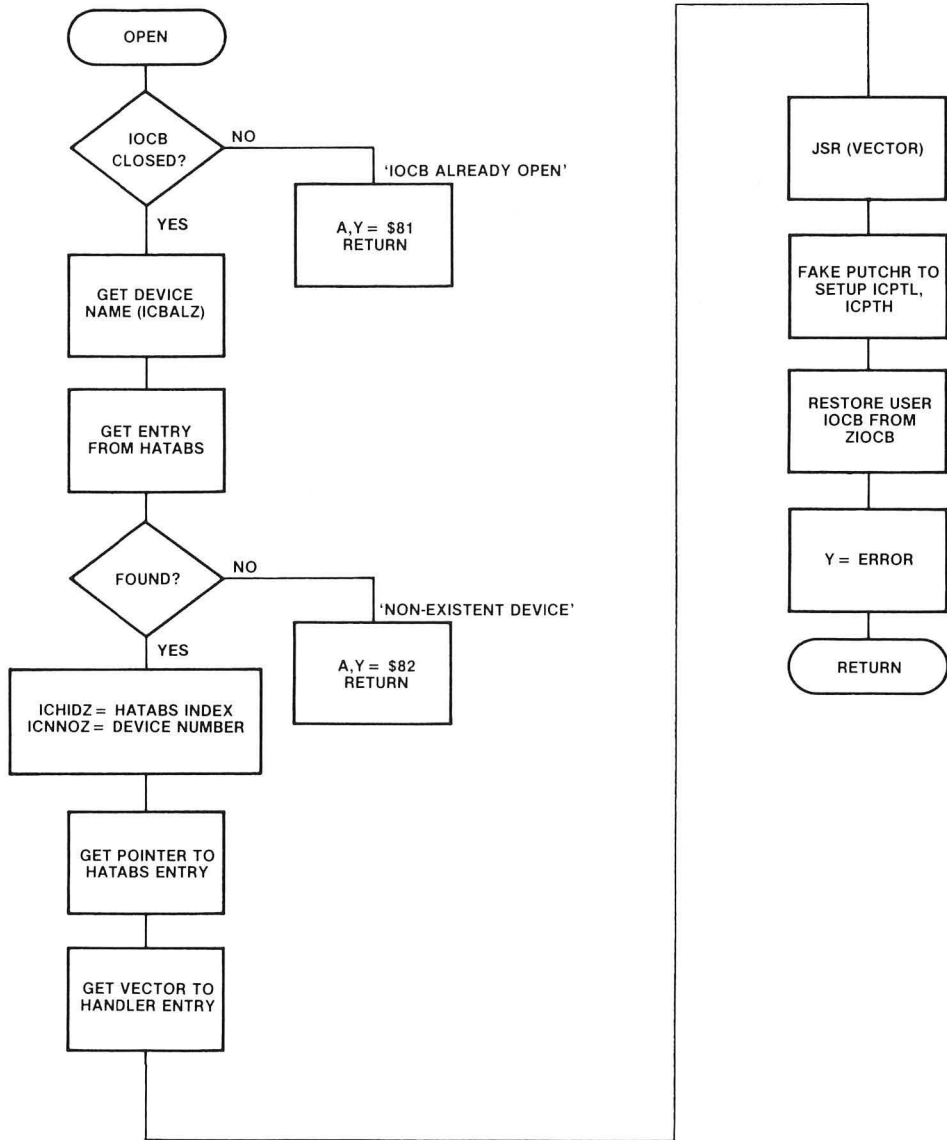 OPEN
IOCB
CLOSED?
NO
'IOCB ALREADY OPEN'
A,Y = $81
RETURN
YES
GET DEVICE
NAME (ICBALZ)
GET ENTRY
FROM HATABS
FOUND?
NO
'NON-EXISTENT DEVICE'
A,Y = $82
RETURN
YES
ICHIDZ = HATABS INDEX
ICNNOZ = DEVICE NUMBER
GET POINTER TO
HATABS ENTRY
GET VECTOR TO
HANDLER ENTRY
JSR (VECTOR)
FAKE PUTCHR TO
SETUP ICPTL,
ICPTH
RESTORE USER
IOCB FROM
ZIOCB
Y = ERROR
RETURN